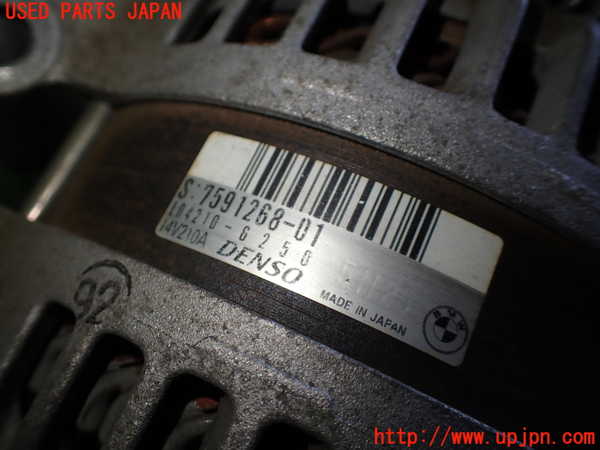 USED PARTS JAPAN
S:7591268-01
104210-6250
14V210A
DENSO
MADE IN JAPAN
BMW
92
http://www.upjpn.com/